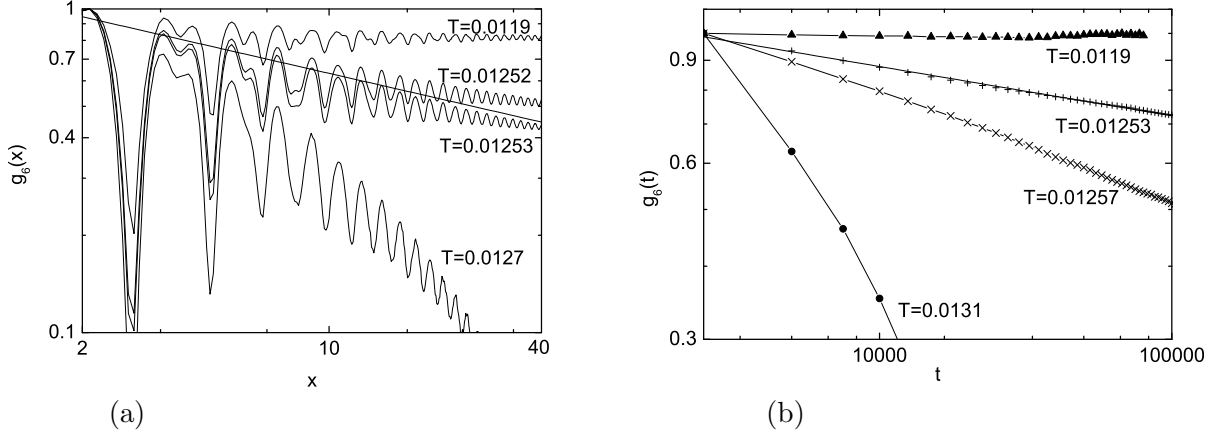 1
0.7
0.4
0.1
g6(x)
T=0.0119
T=0.01252
T=0.01253
T=0.0127
2
10
40
x
(a)
0.9
0.6
0.3
g6(t)
T=0.0119
T=0.01253
T=0.01257
T=0.0131
10000
100000
t
(b)